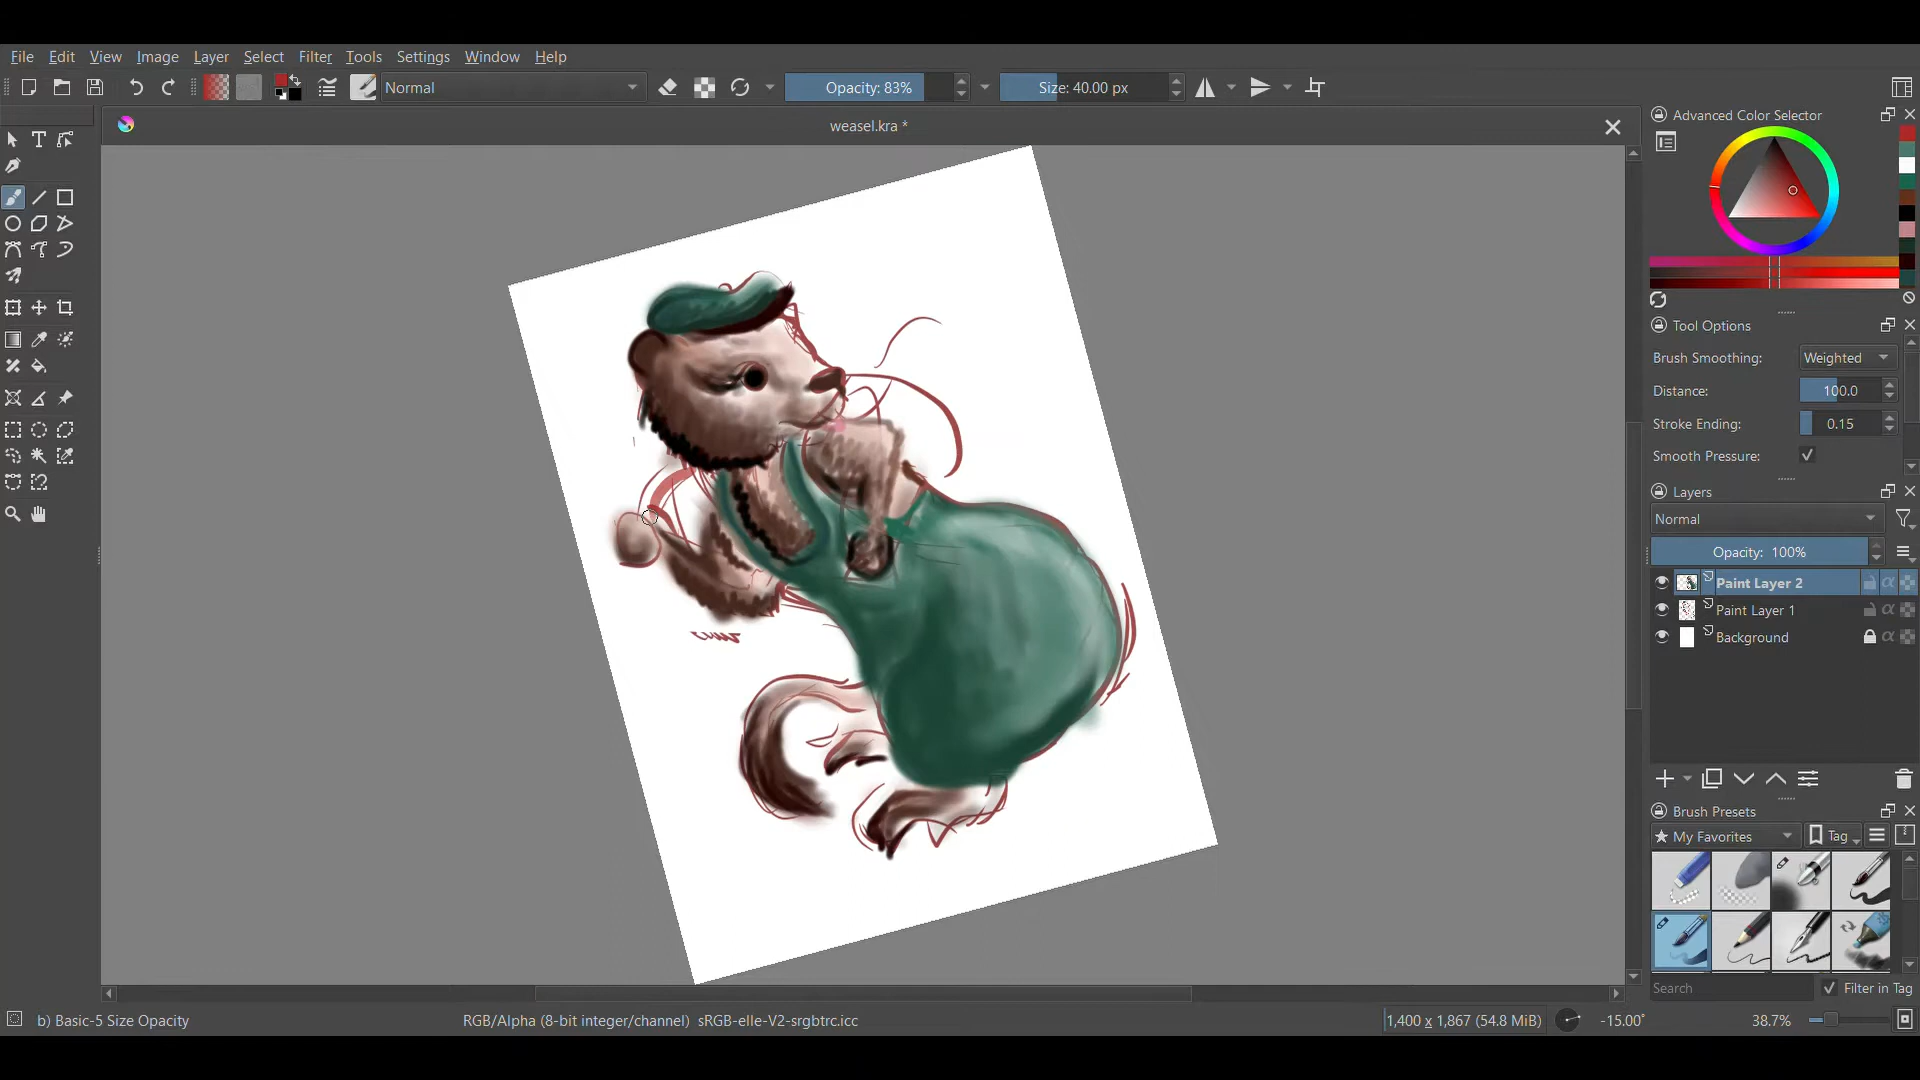 File Edit View Image Layer Select Filter Tools Settings Window Help
Normal Opacity: 83% Size: 40.00 px
weasel.kra *
Advanced Color Selector
Tool Options
Brush Smoothing: Weighted
Distance: 100.0
Stroke Ending: 0.15
Smooth Pressure:
Layers
Normal
Opacity: 100%
Paint Layer 2
Paint Layer 1
Background
Brush Presets
My Favorites Tag
Search Filter in Tag
b) Basic-5 Size Opacity RGB/Alpha (8-bit integer/channel) sRGB-elle-V2-srgbtrc.icc 1,400 x 1,867 (54.8 MiB) -15.00° 38.7%